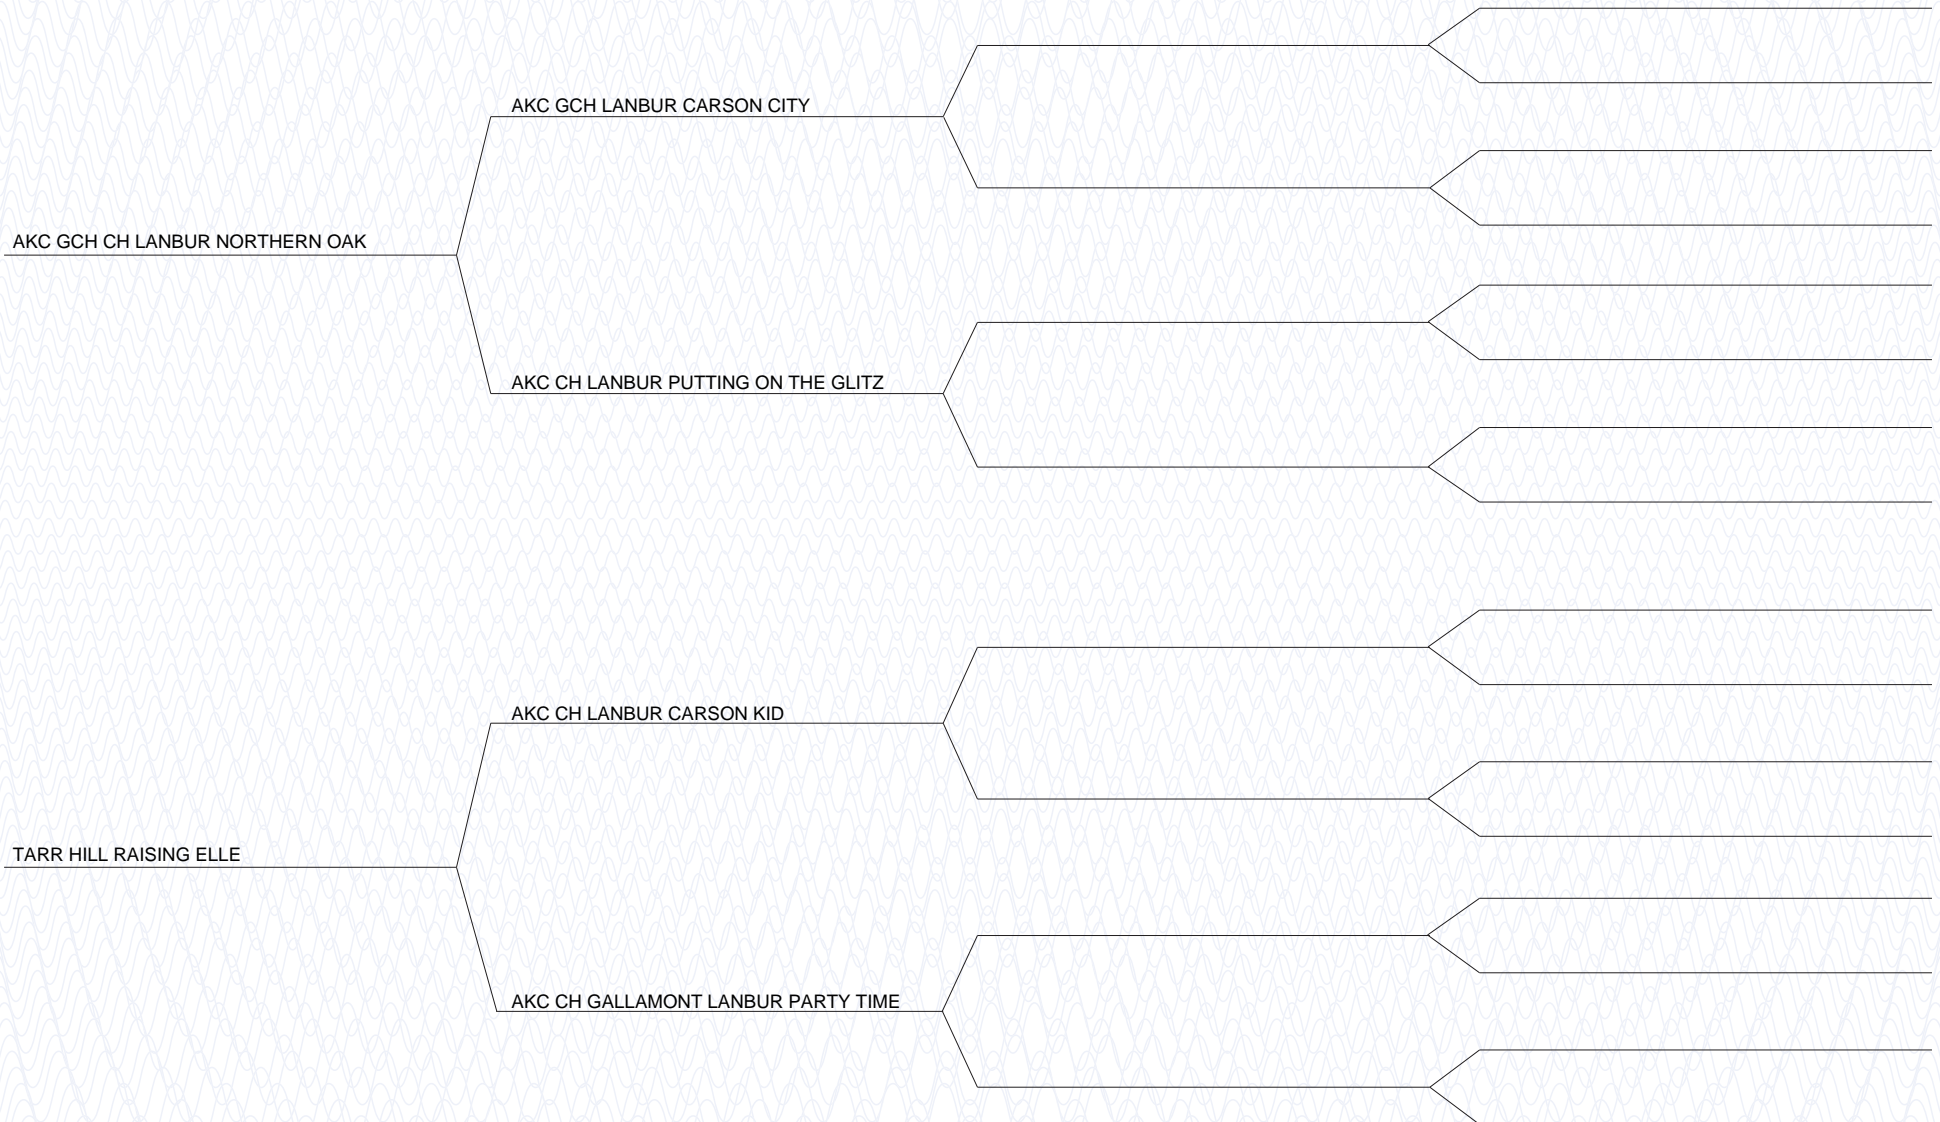 AKC GCH LANBUR CARSON CITY
AKC GCH CH LANBUR NORTHERN OAK
AKC CH LANBUR PUTTING ON THE GLITZ
AKC CH LANBUR CARSON KID
TARR HILL RAISING ELLE
AKC CH GALLAMONT LANBUR PARTY TIME